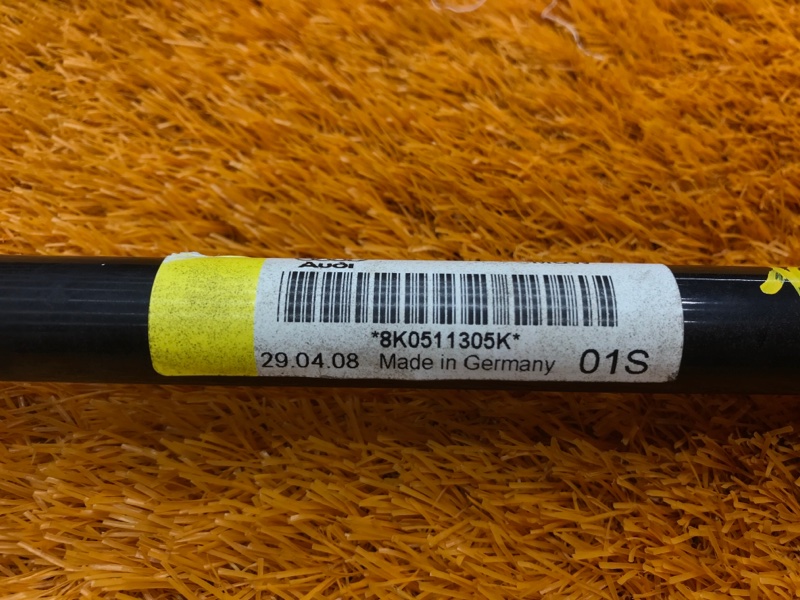 Audi
*8K0511305K*
29.04.08 Made in Germany 01S